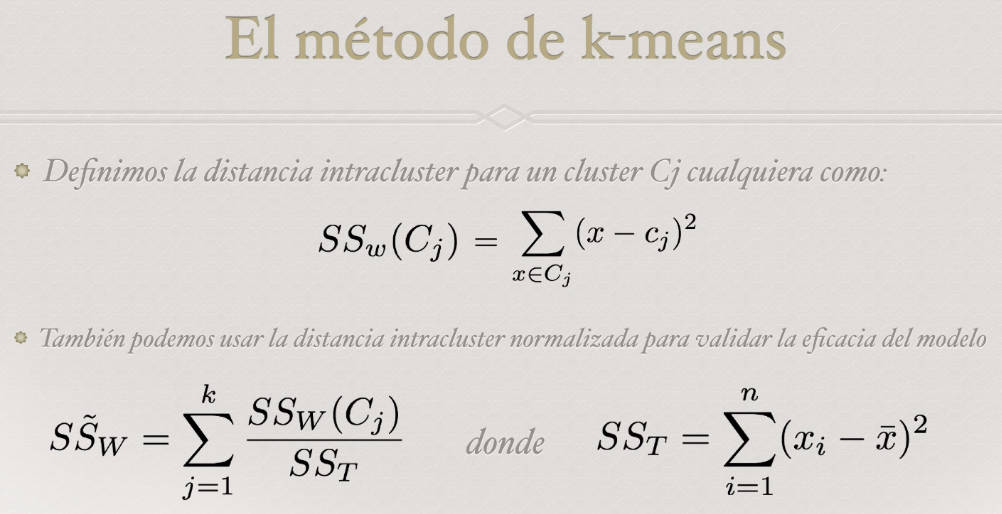 El método de k-means
Definimos la distancia intracluster para un cluster Cj cualquiera como:
$SS_w(C_j) = \sum_{x \in C_j} (x - c_j)^2$
También podemos usar la distancia intracluster normalizada para validar la eficacia del modelo
$S\tilde{S}_W = \sum_{j=1}^{k} \frac{SS_W(C_j)}{SS_T}$ donde $SS_T = \sum_{i=1}^{n} (x_i - \bar{x})^2$